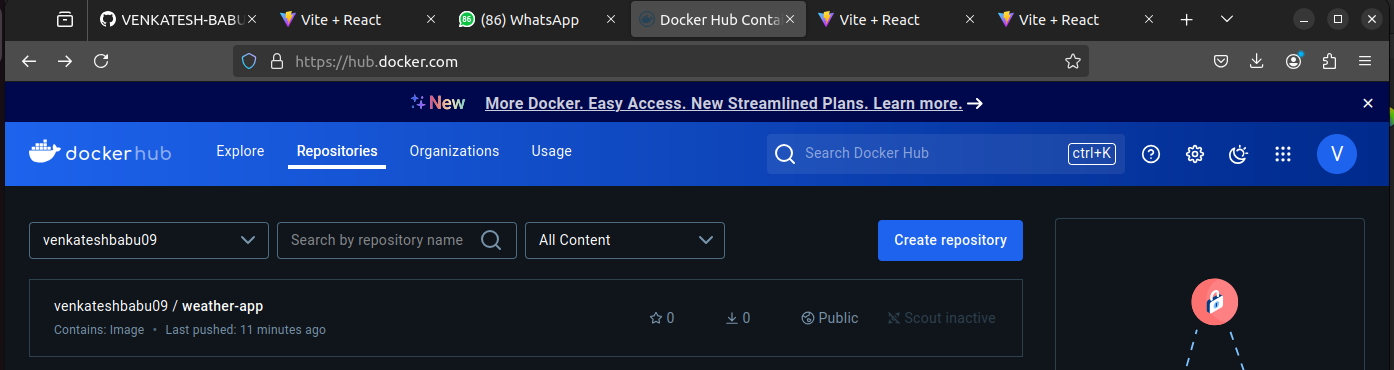 VENKATESH-BABU
Vite + React
(86) WhatsApp
Docker Hub Conta
Vite + React
Vite + React
https://hub.docker.com
New More Docker. Easy Access. New Streamlined Plans. Learn more.
dockerhub Explore Repositories Organizations Usage Search Docker Hub ctrl+K V
venkateshbabu09 Search by repository name All Content Create repository
venkateshbabu09 / weather-app
0 0 Public Scout inactive
Contains: Image • Last pushed: 11 minutes ago